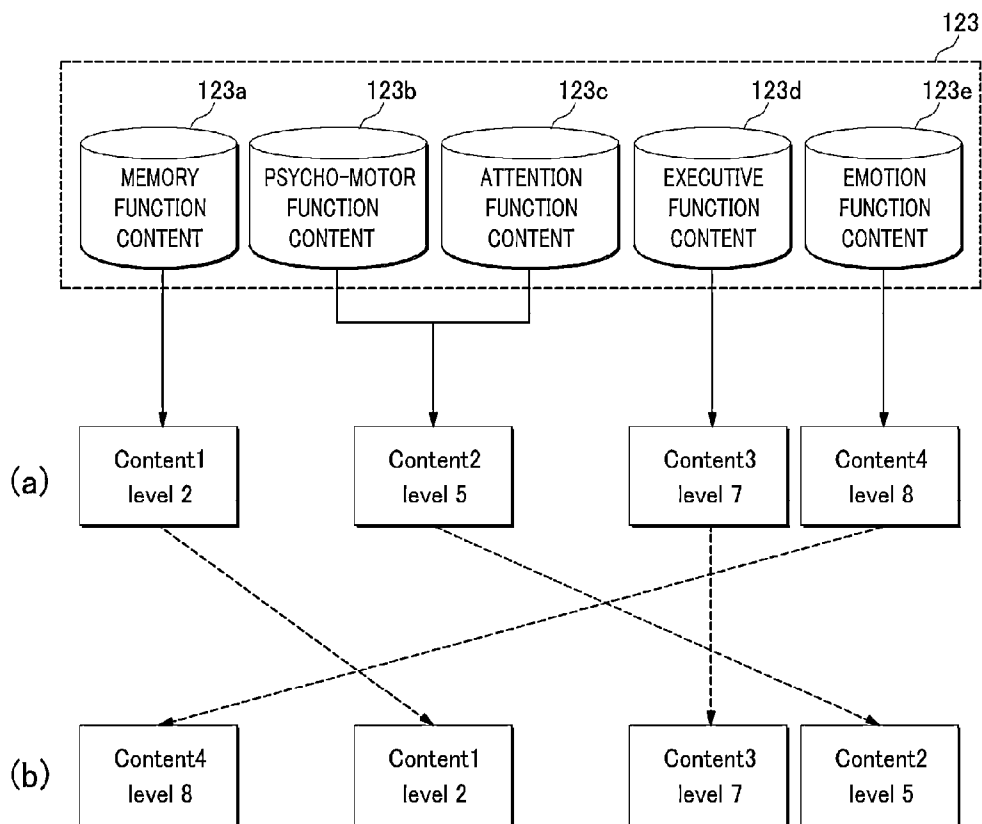 123
123a
123b
123c
123d
123e
MEMORY
FUNCTION
CONTENT
PSYCHO-MOTOR
FUNCTION
CONTENT
ATTENTION
FUNCTION
CONTENT
EXECUTIVE
FUNCTION
CONTENT
EMOTION
FUNCTION
CONTENT
(a)
Content1
level 2
Content2
level 5
Content3
level 7
Content4
level 8
(b)
Content4
level 8
Content1
level 2
Content3
level 7
Content2
level 5